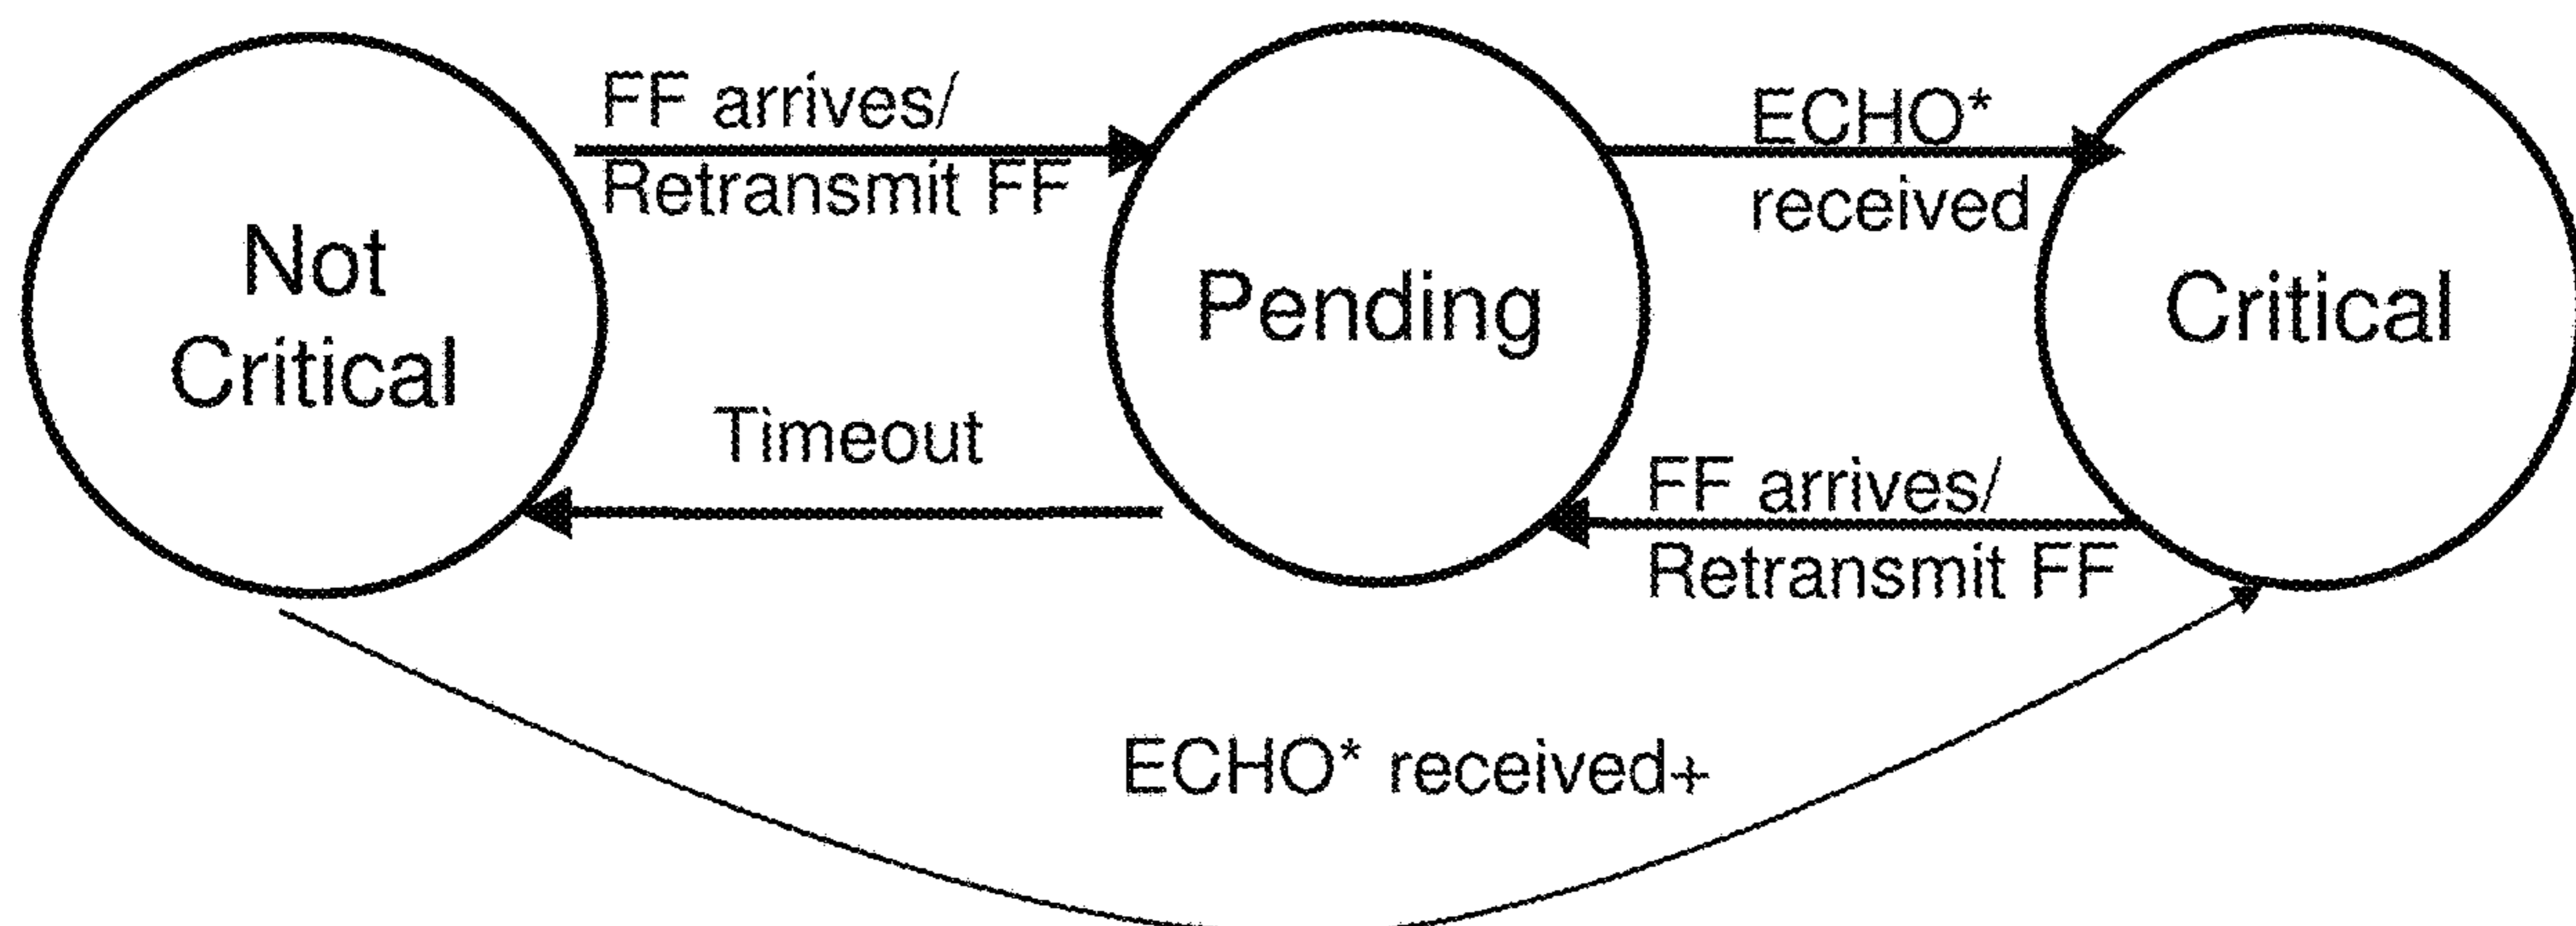 FF arrives/
Retransmit FF
ECHO*
received
Not
Critical
Pending
Critical
Timeout
FF arrives/
Retransmit FF
ECHO* received+